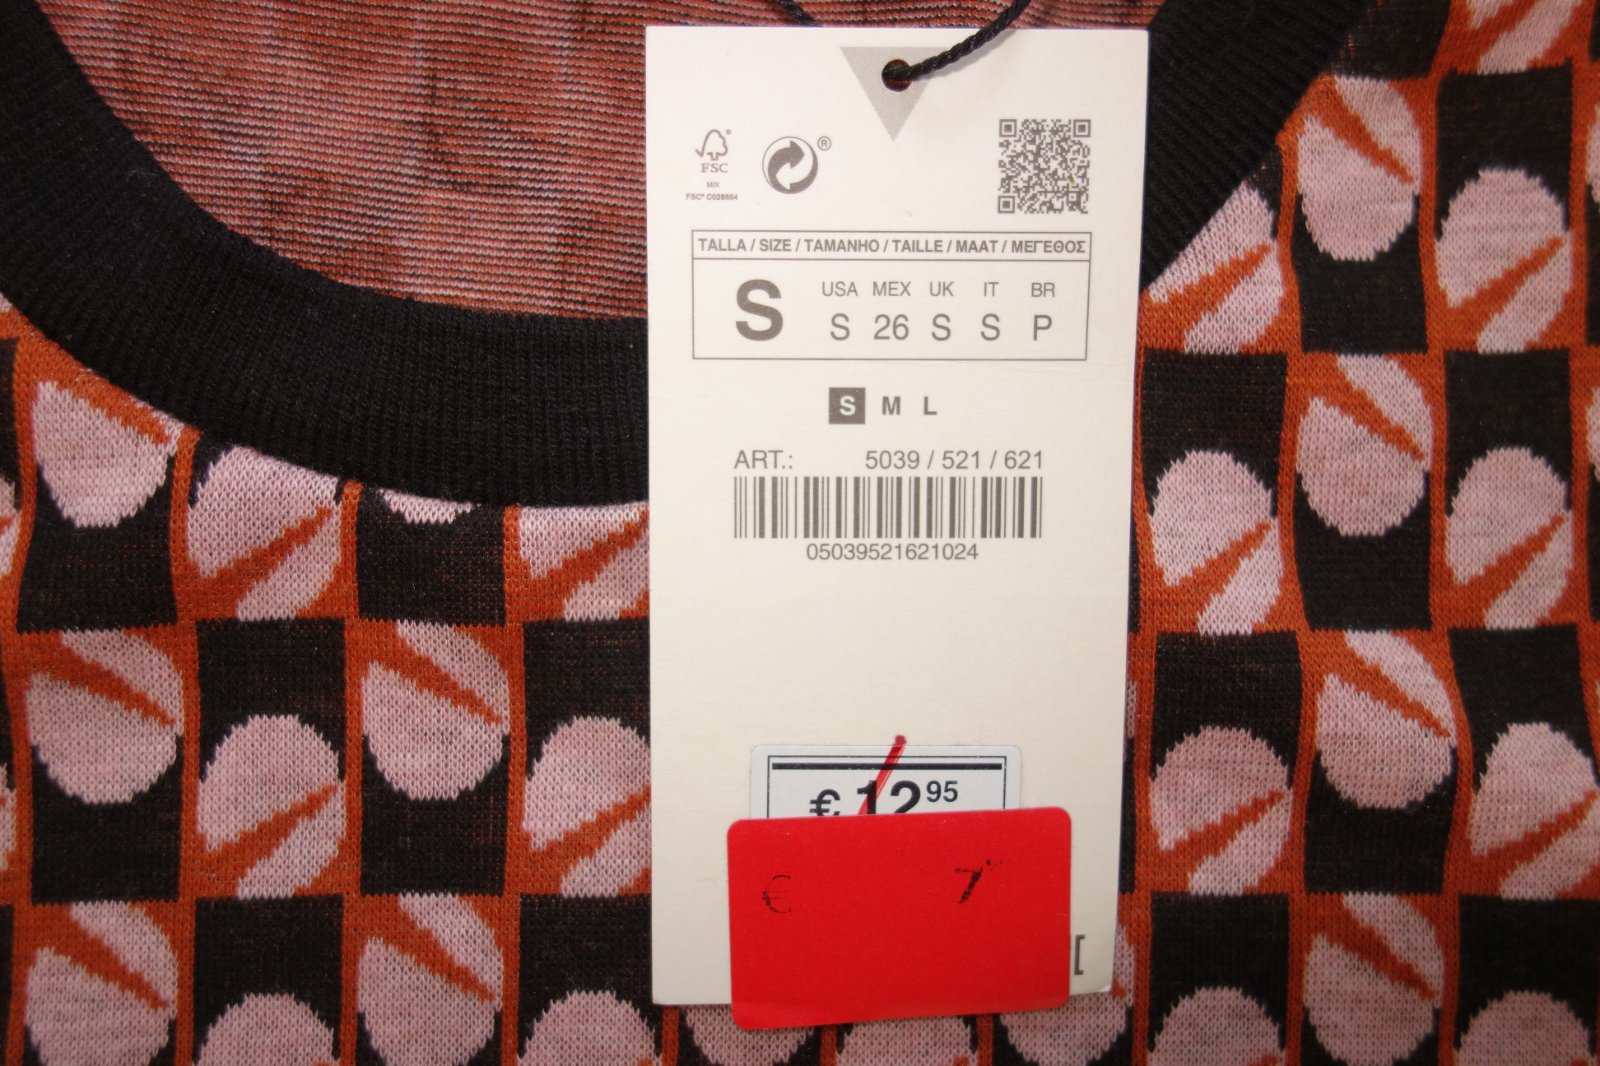 FSC®
MIX
FSC® C028864
®
TALLA / SIZE / TAMANHO / TAILLE / MAAT / ΜΕΓΕΘΟΣ
S
USA MEX UK IT BR
S 26 S S P
S M L
ART.: 5039 / 521 / 621
05039521621024
€ 12 95
€ 7